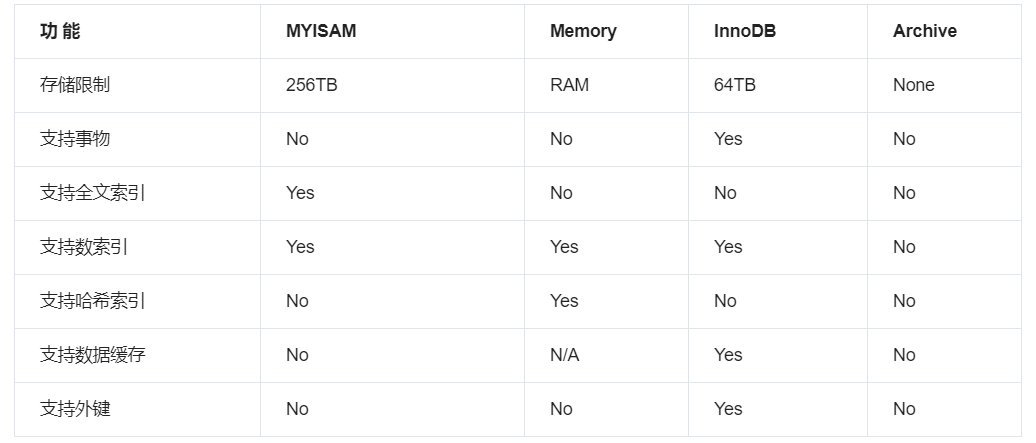 功 能 MYISAM Memory InnoDB Archive
存储限制 256TB RAM 64TB None
支持事物 No No Yes No
支持全文索引 Yes No No No
支持数索引 Yes Yes Yes No
支持哈希索引 No Yes No No
支持数据缓存 No N/A Yes No
支持外键 No No Yes No